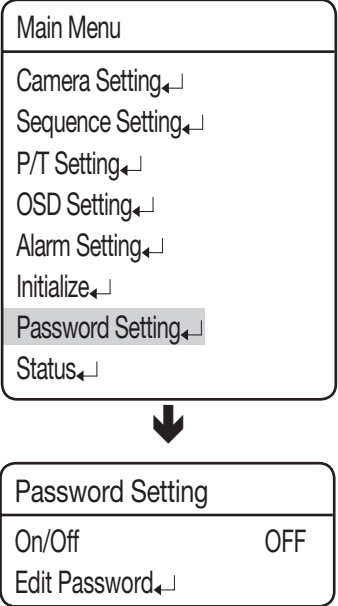 Main Menu
Camera Setting↵
Sequence Setting↵
P/T Setting↵
OSD Setting↵
Alarm Setting↵
Initialize↵
Password Setting↵
Status↵
Password Setting
On/Off OFF
Edit Password↵